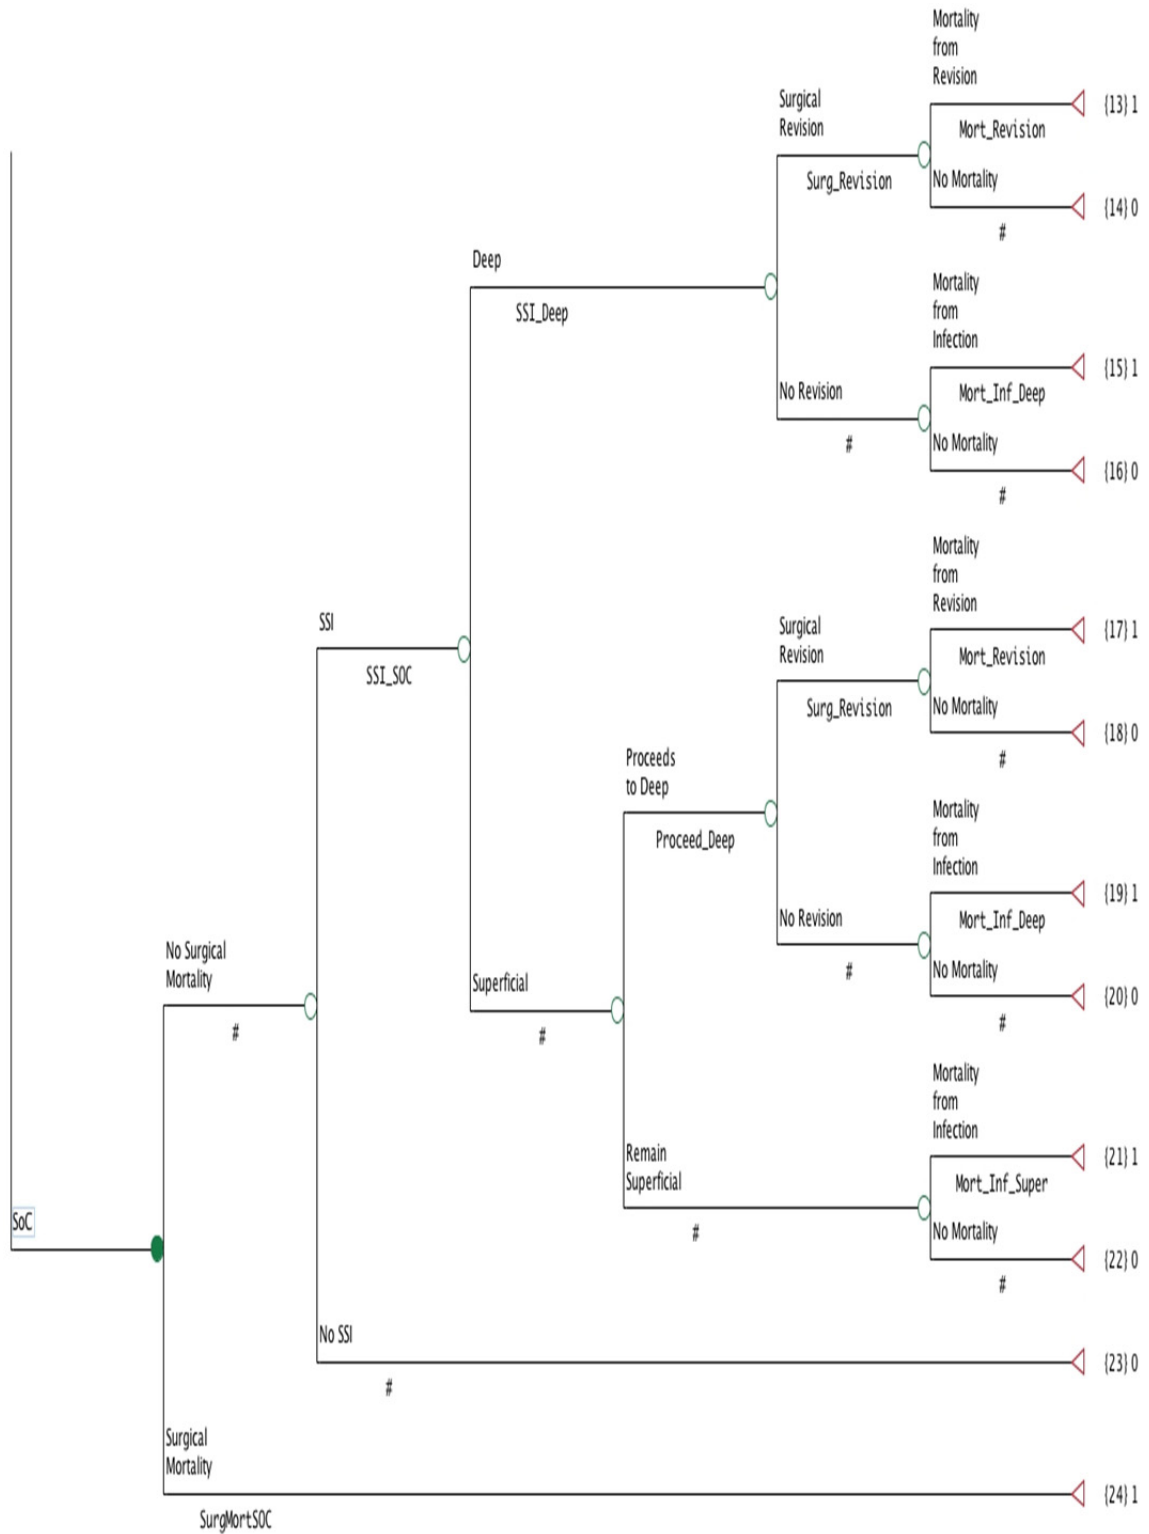 Mortality
from
Revision
{13} 1
Mort_Revision
Surgical
Revision
Surg_Revision
No Mortality
{14} 0
#
Deep
SSI_Deep
Mortality
from
Infection
{15} 1
Mort_Inf_Deep
No Revision
#
No Mortality
{16} 0
#
Mortality
from
Revision
{17} 1
Mort_Revision
SSI
SSI_SOC
Surgical
Revision
Surg_Revision
No Mortality
{18} 0
#
Proceeds
to Deep
Proceed_Deep
Mortality
from
Infection
{19} 1
Mort_Inf_Deep
No Revision
#
No Mortality
{20} 0
#
No Surgical
Mortality
#
Superficial
#
Mortality
from
Infection
{21} 1
Mort_Inf_Super
Remain
Superficial
#
No Mortality
{22} 0
#
SoC
No SSI
{23} 0
#
Surgical
Mortality
{24} 1
SurgMortSOC